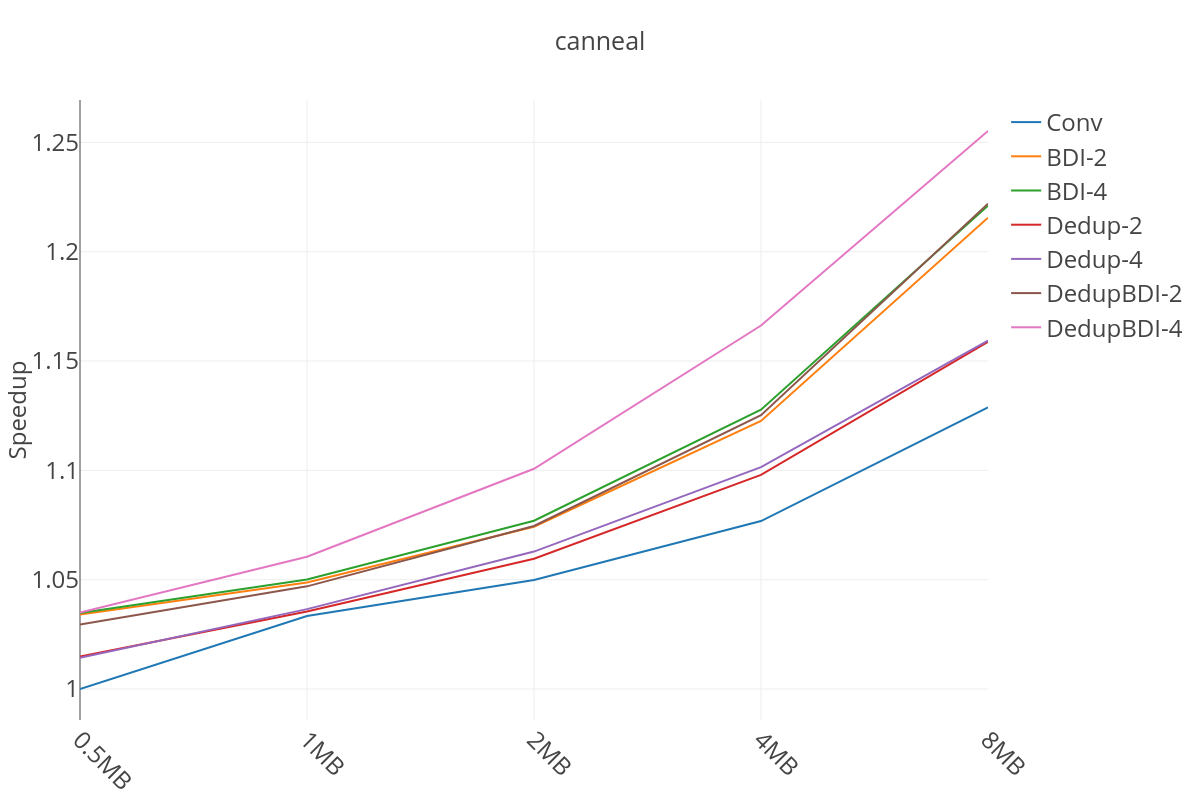 canneal
Speedup
1.25
1.2
1.15
1.1
1.05
1
0.5MB
1MB
2MB
4MB
8MB
Conv
BDI-2
BDI-4
Dedup-2
Dedup-4
DedupBDI-2
DedupBDI-4